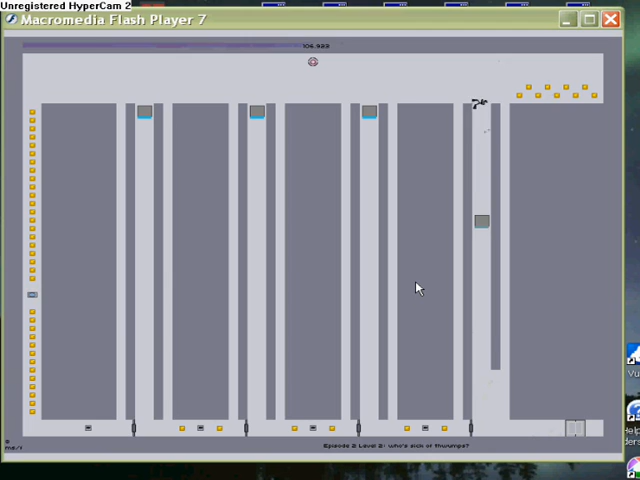 Unregistered HyperCam 2
Macromedia Flash Player 7
106.933
Episode 2 Level 2: who's sick of thwumps?